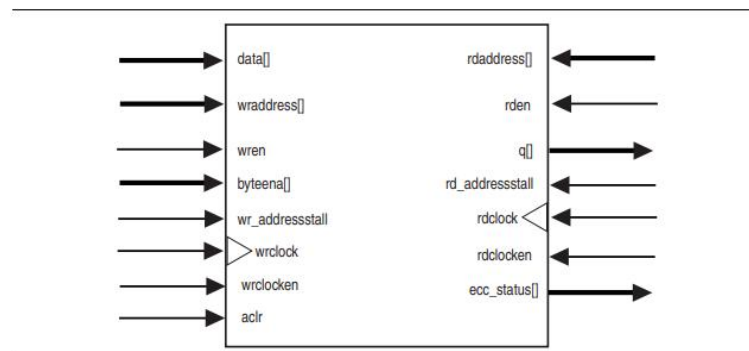 data[]
wraddress[]
wren
byteena[]
wr_addressstall
wrclock
wrclocken
aclr
rdaddress[]
rden
q[]
rd_addressstall
rdclock
rdclocken
ecc_status[]